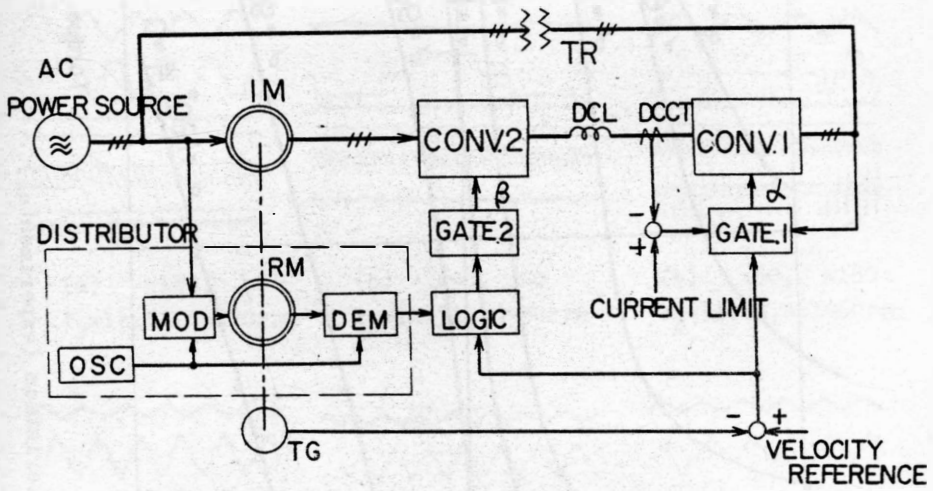 TR
AC
POWER SOURCE
IM
CONV.2
DCL
DCCT
CONV.1
β
α
-
+
GATE.2
GATE.1
DISTRIBUTOR
RM
CURRENT LIMIT
MOD
DEM
LOGIC
OSC
TG
-
+
VELOCITY
REFERENCE